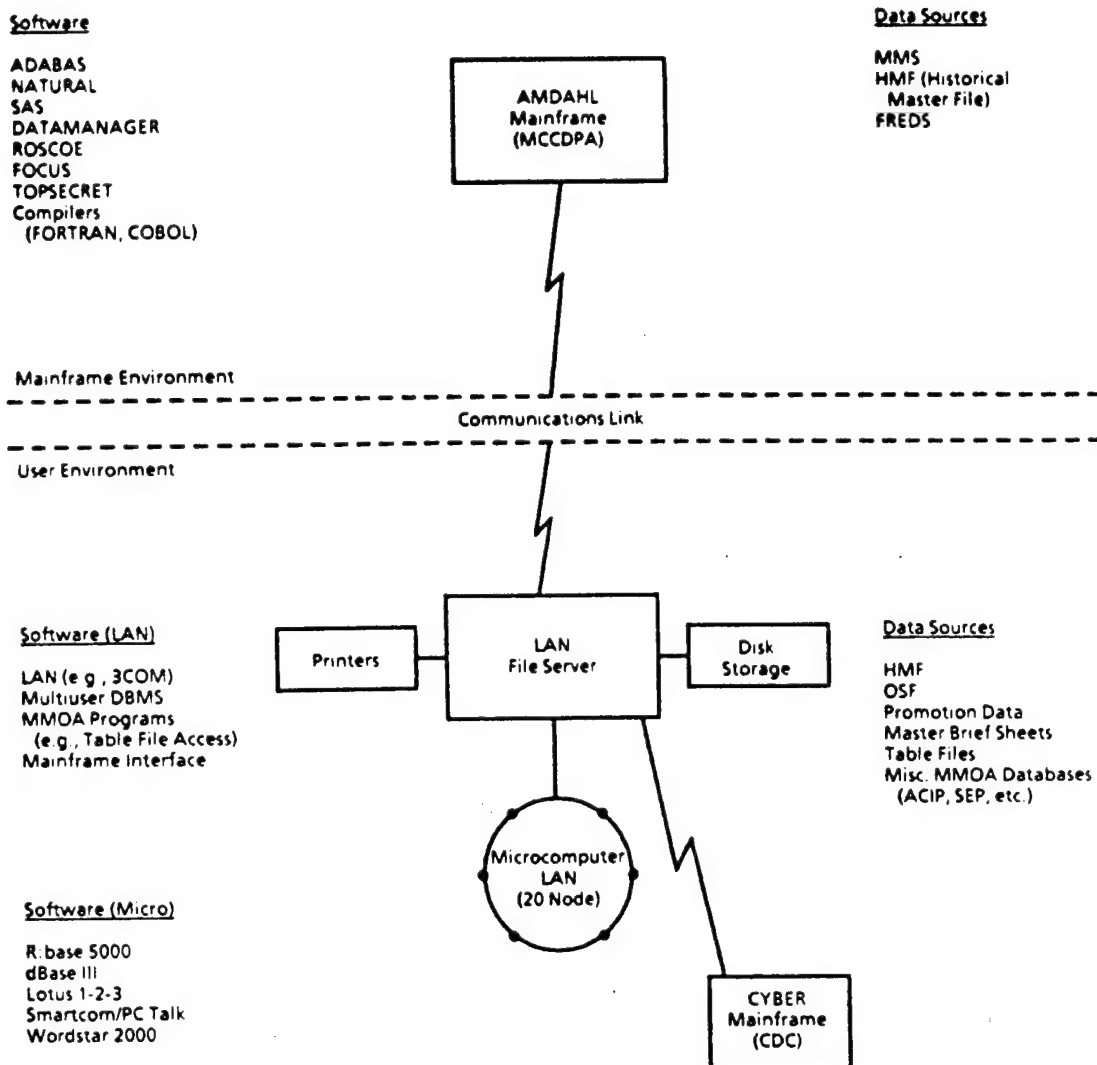 Software
ADABAS
NATURAL
SAS
DATAMANAGER
ROSCOE
FOCUS
TOPSECRET
Compilers
(FORTRAN, COBOL)
AMDAHL
Mainframe
(MCCDPA)
Data Sources
MMS
HMF (Historical
Master File)
FREDS
Mainframe Environment
Communications Link
User Environment
Software (LAN)
LAN (e g , 3COM)
Multiuser DBMS
MMOA Programs
(e.g., Table File Access)
Mainframe Interface
Printers
LAN
File Server
Disk
Storage
Data Sources
HMF
OSF
Promotion Data
Master Brief Sheets
Table Files
Misc. MMOA Databases
(ACIP, SEP, etc.)
Microcomputer
LAN
(20 Node)
Software (Micro)
R:base 5000
dBase III
Lotus 1-2-3
Smartcom/PC Talk
Wordstar 2000
CYBER
Mainframe
(CDC)